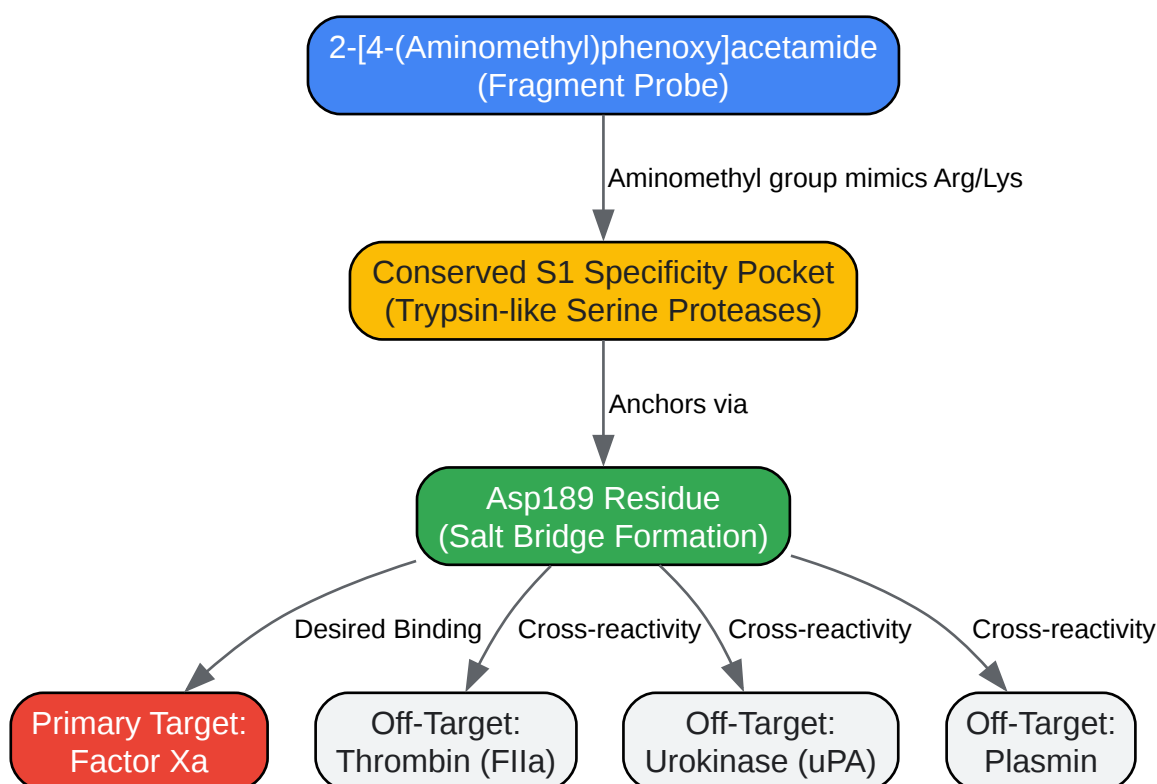 2-[4-(Aminomethyl)phenoxy]acetamide
(Fragment Probe)
Aminomethyl group mimics Arg/Lys
Conserved S1 Specificity Pocket
(Trypsin-like Serine Proteases)
Anchors via
Asp189 Residue
(Salt Bridge Formation)
Desired Binding
Cross-reactivity
Cross-reactivity
Cross-reactivity
Primary Target:
Factor Xa
Off-Target:
Thrombin (FIIa)
Off-Target:
Urokinase (uPA)
Off-Target:
Plasmin